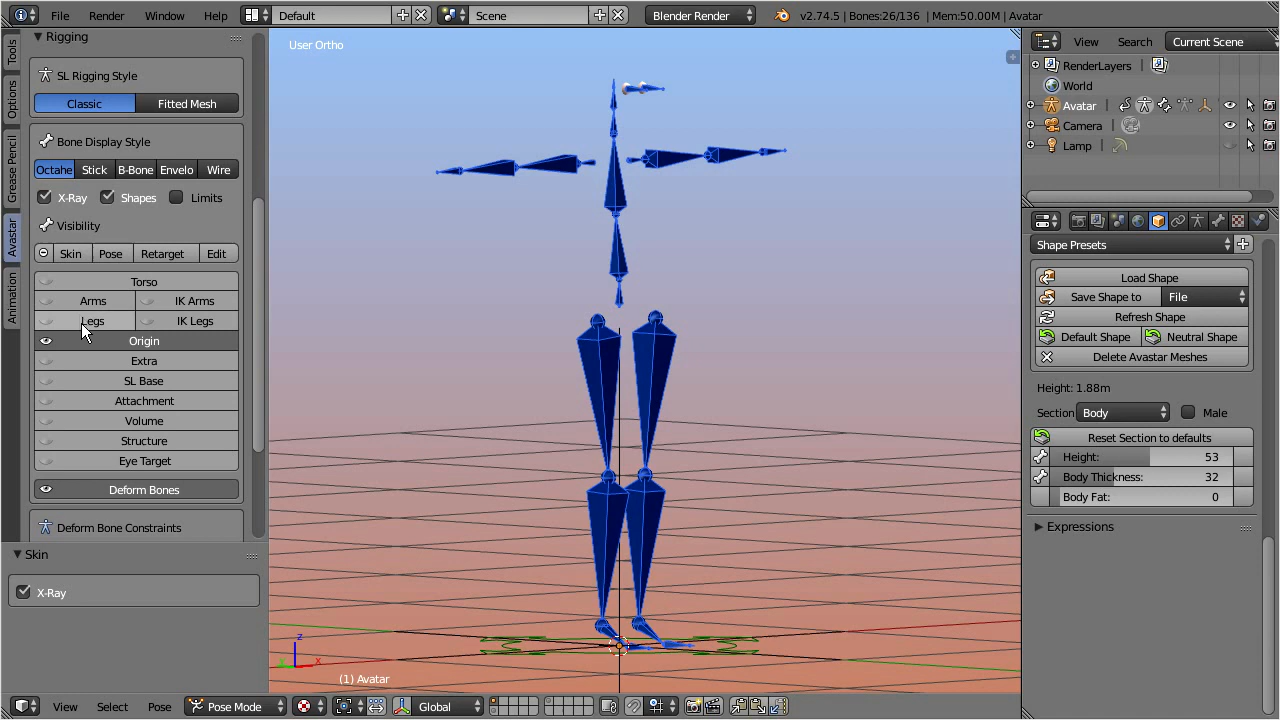 File Render Window Help Default Scene Blender Render v2.74.5 | Bones:26/136 | Mem:50.00M | Avatar
Tools
Options
Grease Pencil
Avastar
Animation
Rigging
SL Rigging Style
Classic Fitted Mesh
Bone Display Style
Octahe Stick B-Bone Envelo Wire
X-Ray Shapes Limits
Visibility
Skin Pose Retarget Edit
Torso
Arms IK Arms
Legs IK Legs
Origin
Extra
SL Base
Attachment
Volume
Structure
Eye Target
Deform Bones
Deform Bone Constraints
Skin
X-Ray
User Ortho
z
y x
(1) Avatar
View Select Pose Pose Mode Global
View Search Current Scene
RenderLayers
World
Avatar
Camera
Lamp
Shape Presets
Load Shape
Save Shape to File
Refresh Shape
Default Shape Neutral Shape
Delete Avastar Meshes
Height: 1.88m
Section Body Male
Reset Section to defaults
Height: 53
Body Thickness: 32
Body Fat: 0
Expressions